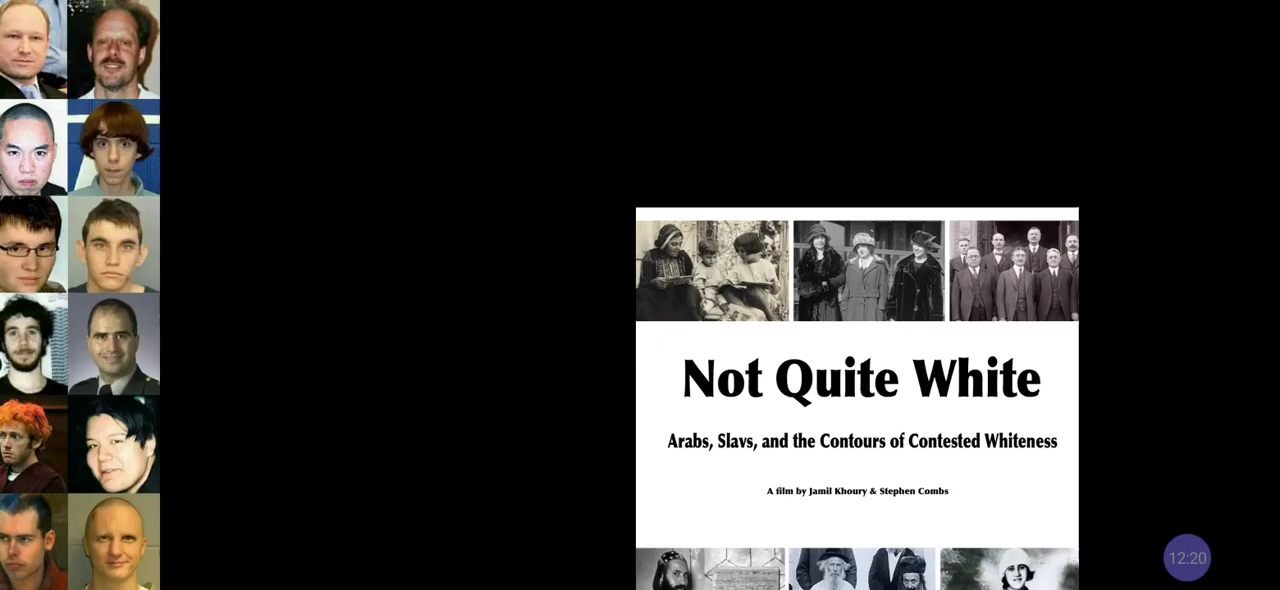 Not Quite White
Arabs, Slavs, and the Contours of Contested Whiteness
A film by Jamil Khoury & Stephen Combs
12:20